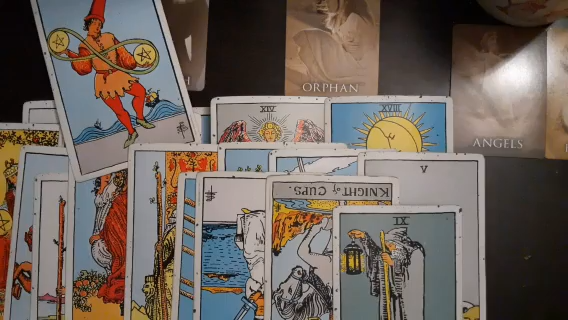 H
ORPHAN
ANGELS
XIV
XVIII
V
KNIGHT of CUPS.
IX